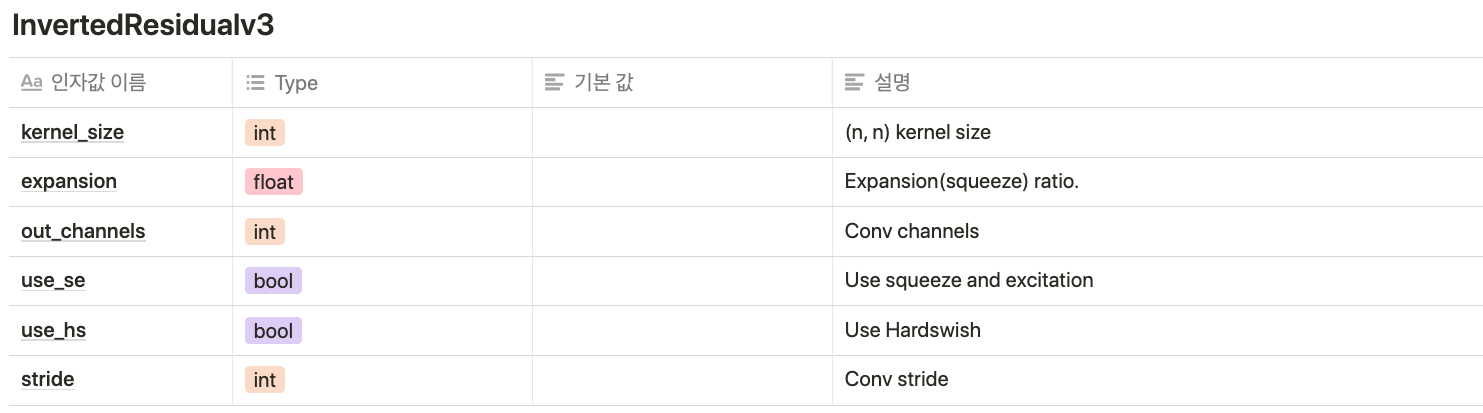 InvertedResidualv3
Aa 인자값 이름 Type 기본 값 설명
kernel_size int (n, n) kernel size
expansion float Expansion(squeeze) ratio.
out_channels int Conv channels
use_se bool Use squeeze and excitation
use_hs bool Use Hardswish
stride int Conv stride